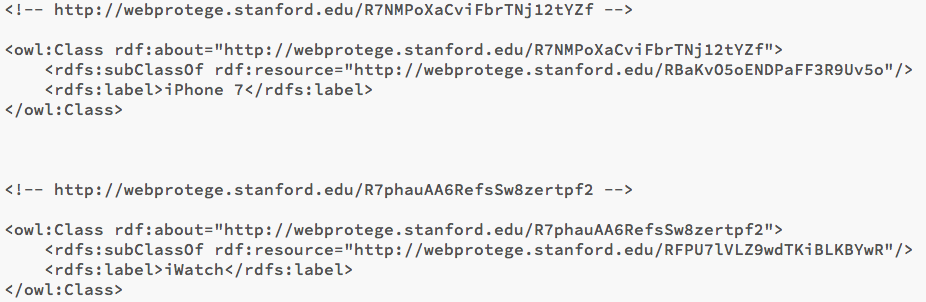 <!-- http://webprotege.stanford.edu/R7NMPoXaCviFbrTNj12tYZf -->
<owl:Class rdf:about="http://webprotege.stanford.edu/R7NMPoXaCviFbrTNj12tYZf">
    <rdfs:subClassOf rdf:resource="http://webprotege.stanford.edu/RBaKvO5oENDPaFF3R9Uv5o"/>
    <rdfs:label>iPhone 7</rdfs:label>
</owl:Class>
<!-- http://webprotege.stanford.edu/R7phauAA6RefsSw8zertpf2 -->
<owl:Class rdf:about="http://webprotege.stanford.edu/R7phauAA6RefsSw8zertpf2">
    <rdfs:subClassOf rdf:resource="http://webprotege.stanford.edu/RFPU7lVLZ9wdTKiBLKBYwR"/>
    <rdfs:label>iWatch</rdfs:label>
</owl:Class>